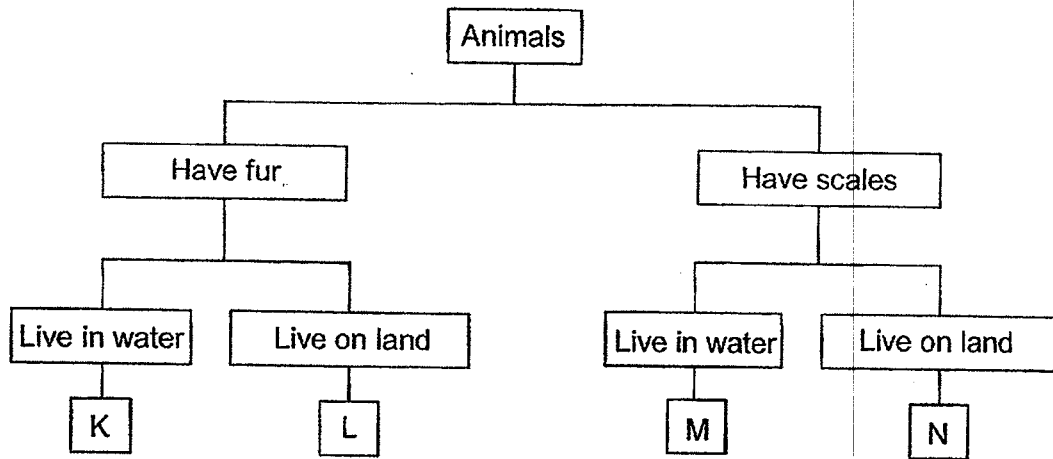 Animals
Have fur
Have scales
Live in water
Live on land
Live in water
Live on land
K
L
M
N